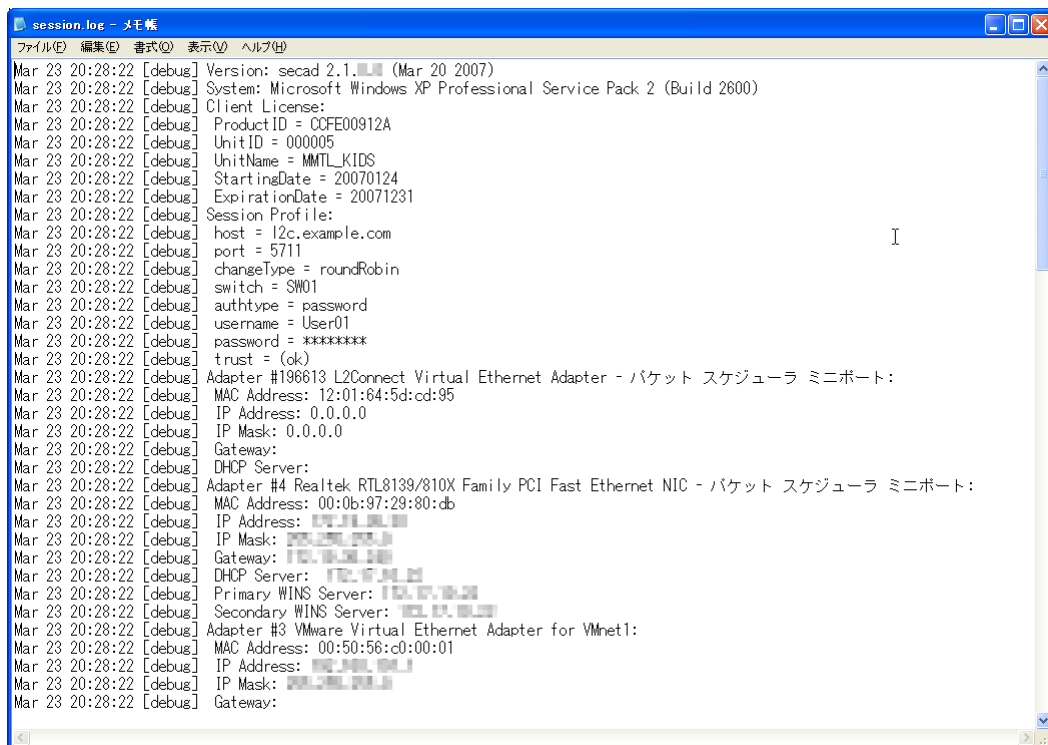 session.log - メモ帳
ファイル(F) 編集(E) 書式(O) 表示(V) ヘルプ(H)
Mar 23 20:28:22 [debug] Version: secad 2.1. (Mar 20 2007)
Mar 23 20:28:22 [debug] System: Microsoft Windows XP Professional Service Pack 2 (Build 2600)
Mar 23 20:28:22 [debug] Client License:
Mar 23 20:28:22 [debug]  ProductID = CCFE00912A
Mar 23 20:28:22 [debug]  UnitID = 000005
Mar 23 20:28:22 [debug]  UnitName = MMTL_KIDS
Mar 23 20:28:22 [debug]  StartingDate = 20070124
Mar 23 20:28:22 [debug]  ExpirationDate = 20071231
Mar 23 20:28:22 [debug] Session Profile:
Mar 23 20:28:22 [debug]  host = l2c.example.com
Mar 23 20:28:22 [debug]  port = 5711
Mar 23 20:28:22 [debug]  changeType = roundRobin
Mar 23 20:28:22 [debug]  switch = SW01
Mar 23 20:28:22 [debug]  authtype = password
Mar 23 20:28:22 [debug]  username = User01
Mar 23 20:28:22 [debug]  password = ********
Mar 23 20:28:22 [debug]  trust = (ok)
Mar 23 20:28:22 [debug] Adapter #196613 L2Connect Virtual Ethernet Adapter - パケット スケジューラ ミニポート:
Mar 23 20:28:22 [debug]  MAC Address: 12:01:64:5d:cd:95
Mar 23 20:28:22 [debug]  IP Address: 0.0.0.0
Mar 23 20:28:22 [debug]  IP Mask: 0.0.0.0
Mar 23 20:28:22 [debug]  Gateway:
Mar 23 20:28:22 [debug]  DHCP Server:
Mar 23 20:28:22 [debug] Adapter #4 Realtek RTL8139/810X Family PCI Fast Ethernet NIC - パケット スケジューラ ミニポート:
Mar 23 20:28:22 [debug]  MAC Address: 00:0b:97:29:80:db
Mar 23 20:28:22 [debug]  IP Address:
Mar 23 20:28:22 [debug]  IP Mask:
Mar 23 20:28:22 [debug]  Gateway:
Mar 23 20:28:22 [debug]  DHCP Server:
Mar 23 20:28:22 [debug]  Primary WINS Server:
Mar 23 20:28:22 [debug]  Secondary WINS Server:
Mar 23 20:28:22 [debug] Adapter #3 VMware Virtual Ethernet Adapter for VMnet1:
Mar 23 20:28:22 [debug]  MAC Address: 00:50:56:c0:00:01
Mar 23 20:28:22 [debug]  IP Address:
Mar 23 20:28:22 [debug]  IP Mask:
Mar 23 20:28:22 [debug]  Gateway: